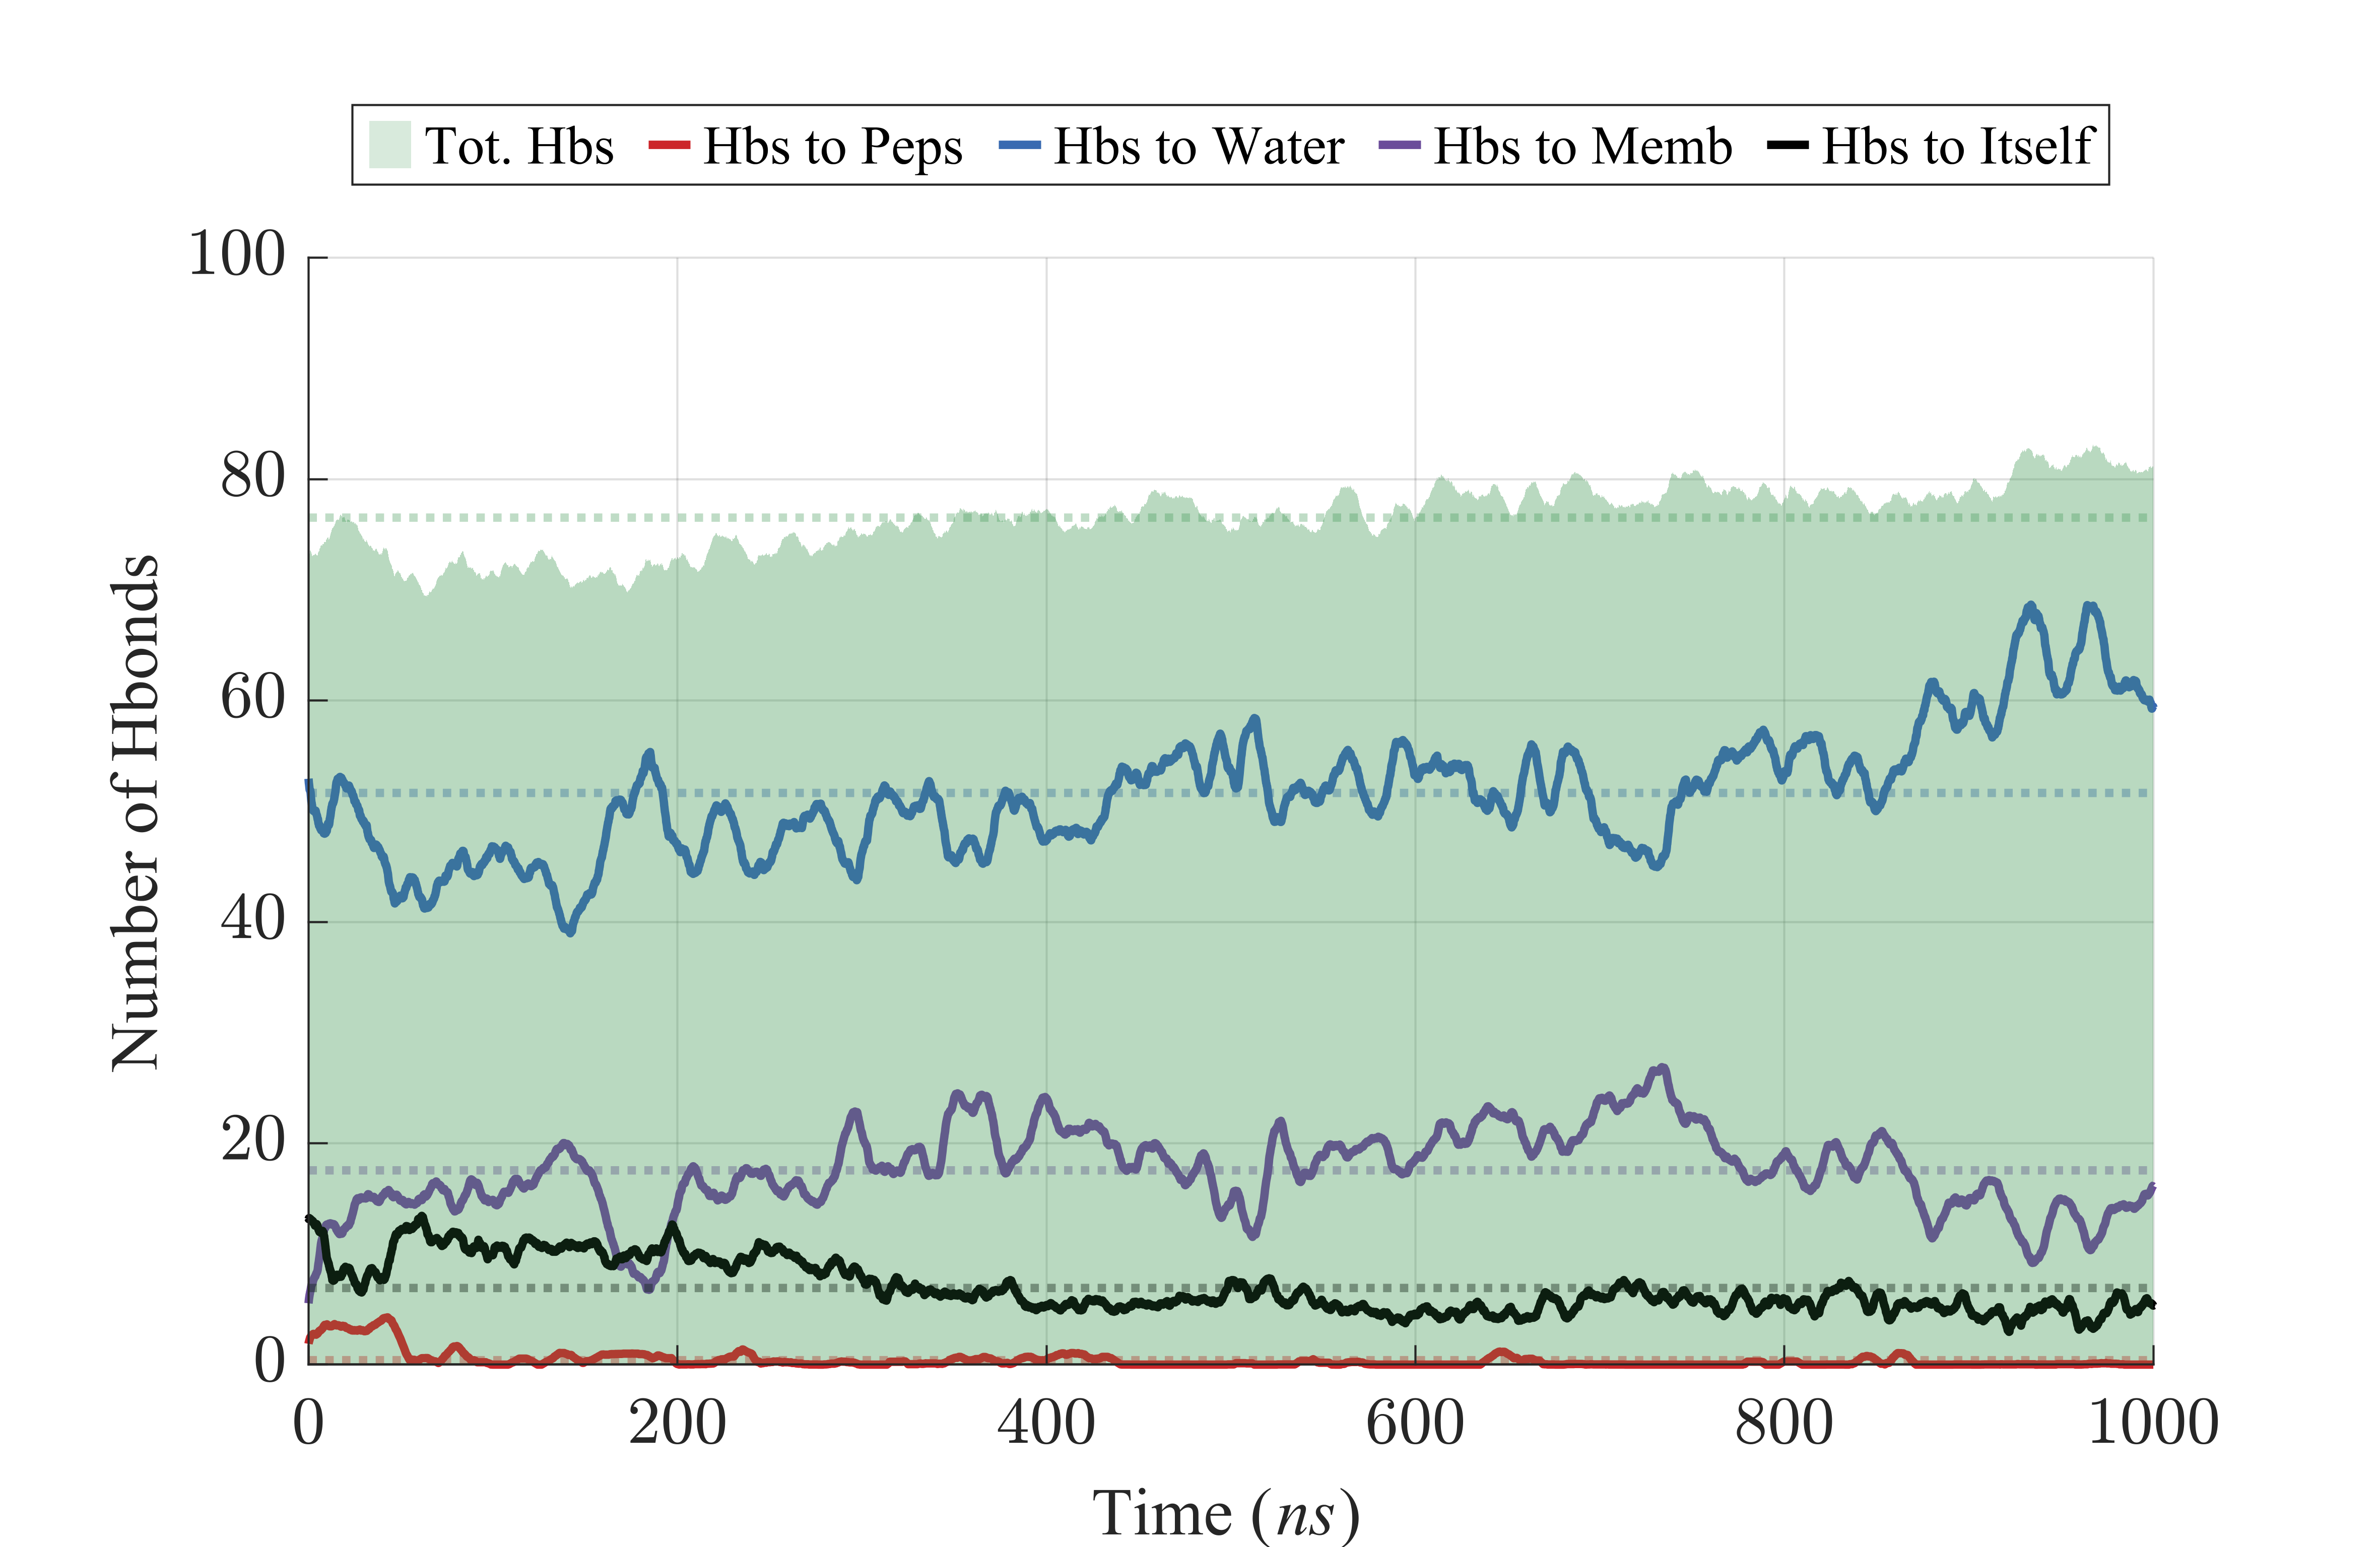 Tot. Hbs Hbs to Peps Hbs to Water Hbs to Memb Hbs to Itself
100
80
60
40
20
0
Number of Hbonds
0 200 400 600 800 1000
Time (ns)